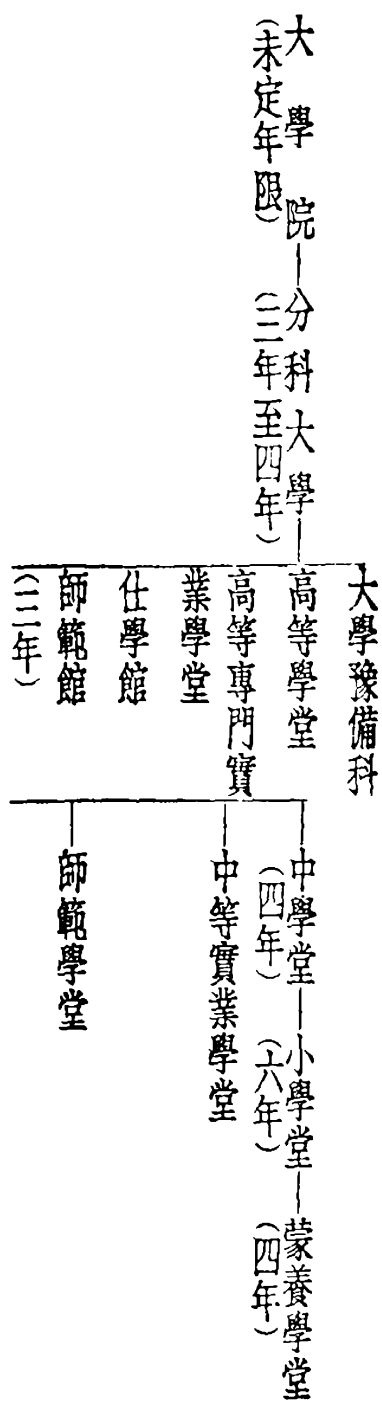 大學院
(未定年限)
分科大學
(三年至四年)
大學豫備科
高等學堂
高等專門實
業學堂
仕學館
師範館
(三年)
中學堂
(四年)
小學堂
(六年)
蒙養學堂
(四年)
中等實業學堂
師範學堂